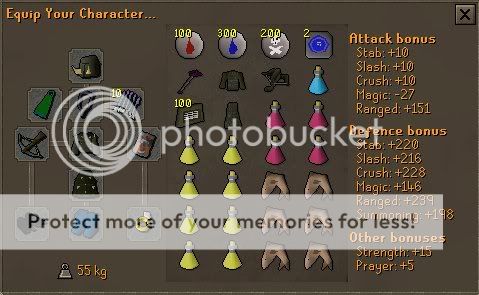 Equip Your Character...
100 300 100 2
10
100
Attack bonus
Stab: +10
Slash: +10
Crush: +10
Magic: -27
Ranged: +151
Defence bonus
Stab: +220
Slash: +216
Crush: +228
Magic: +146
Ranged: +239
Summoning: +198
Other bonuses
Strength: +15
Prayer: +5
55 kg
photobucket
Protect more of your memories for less!